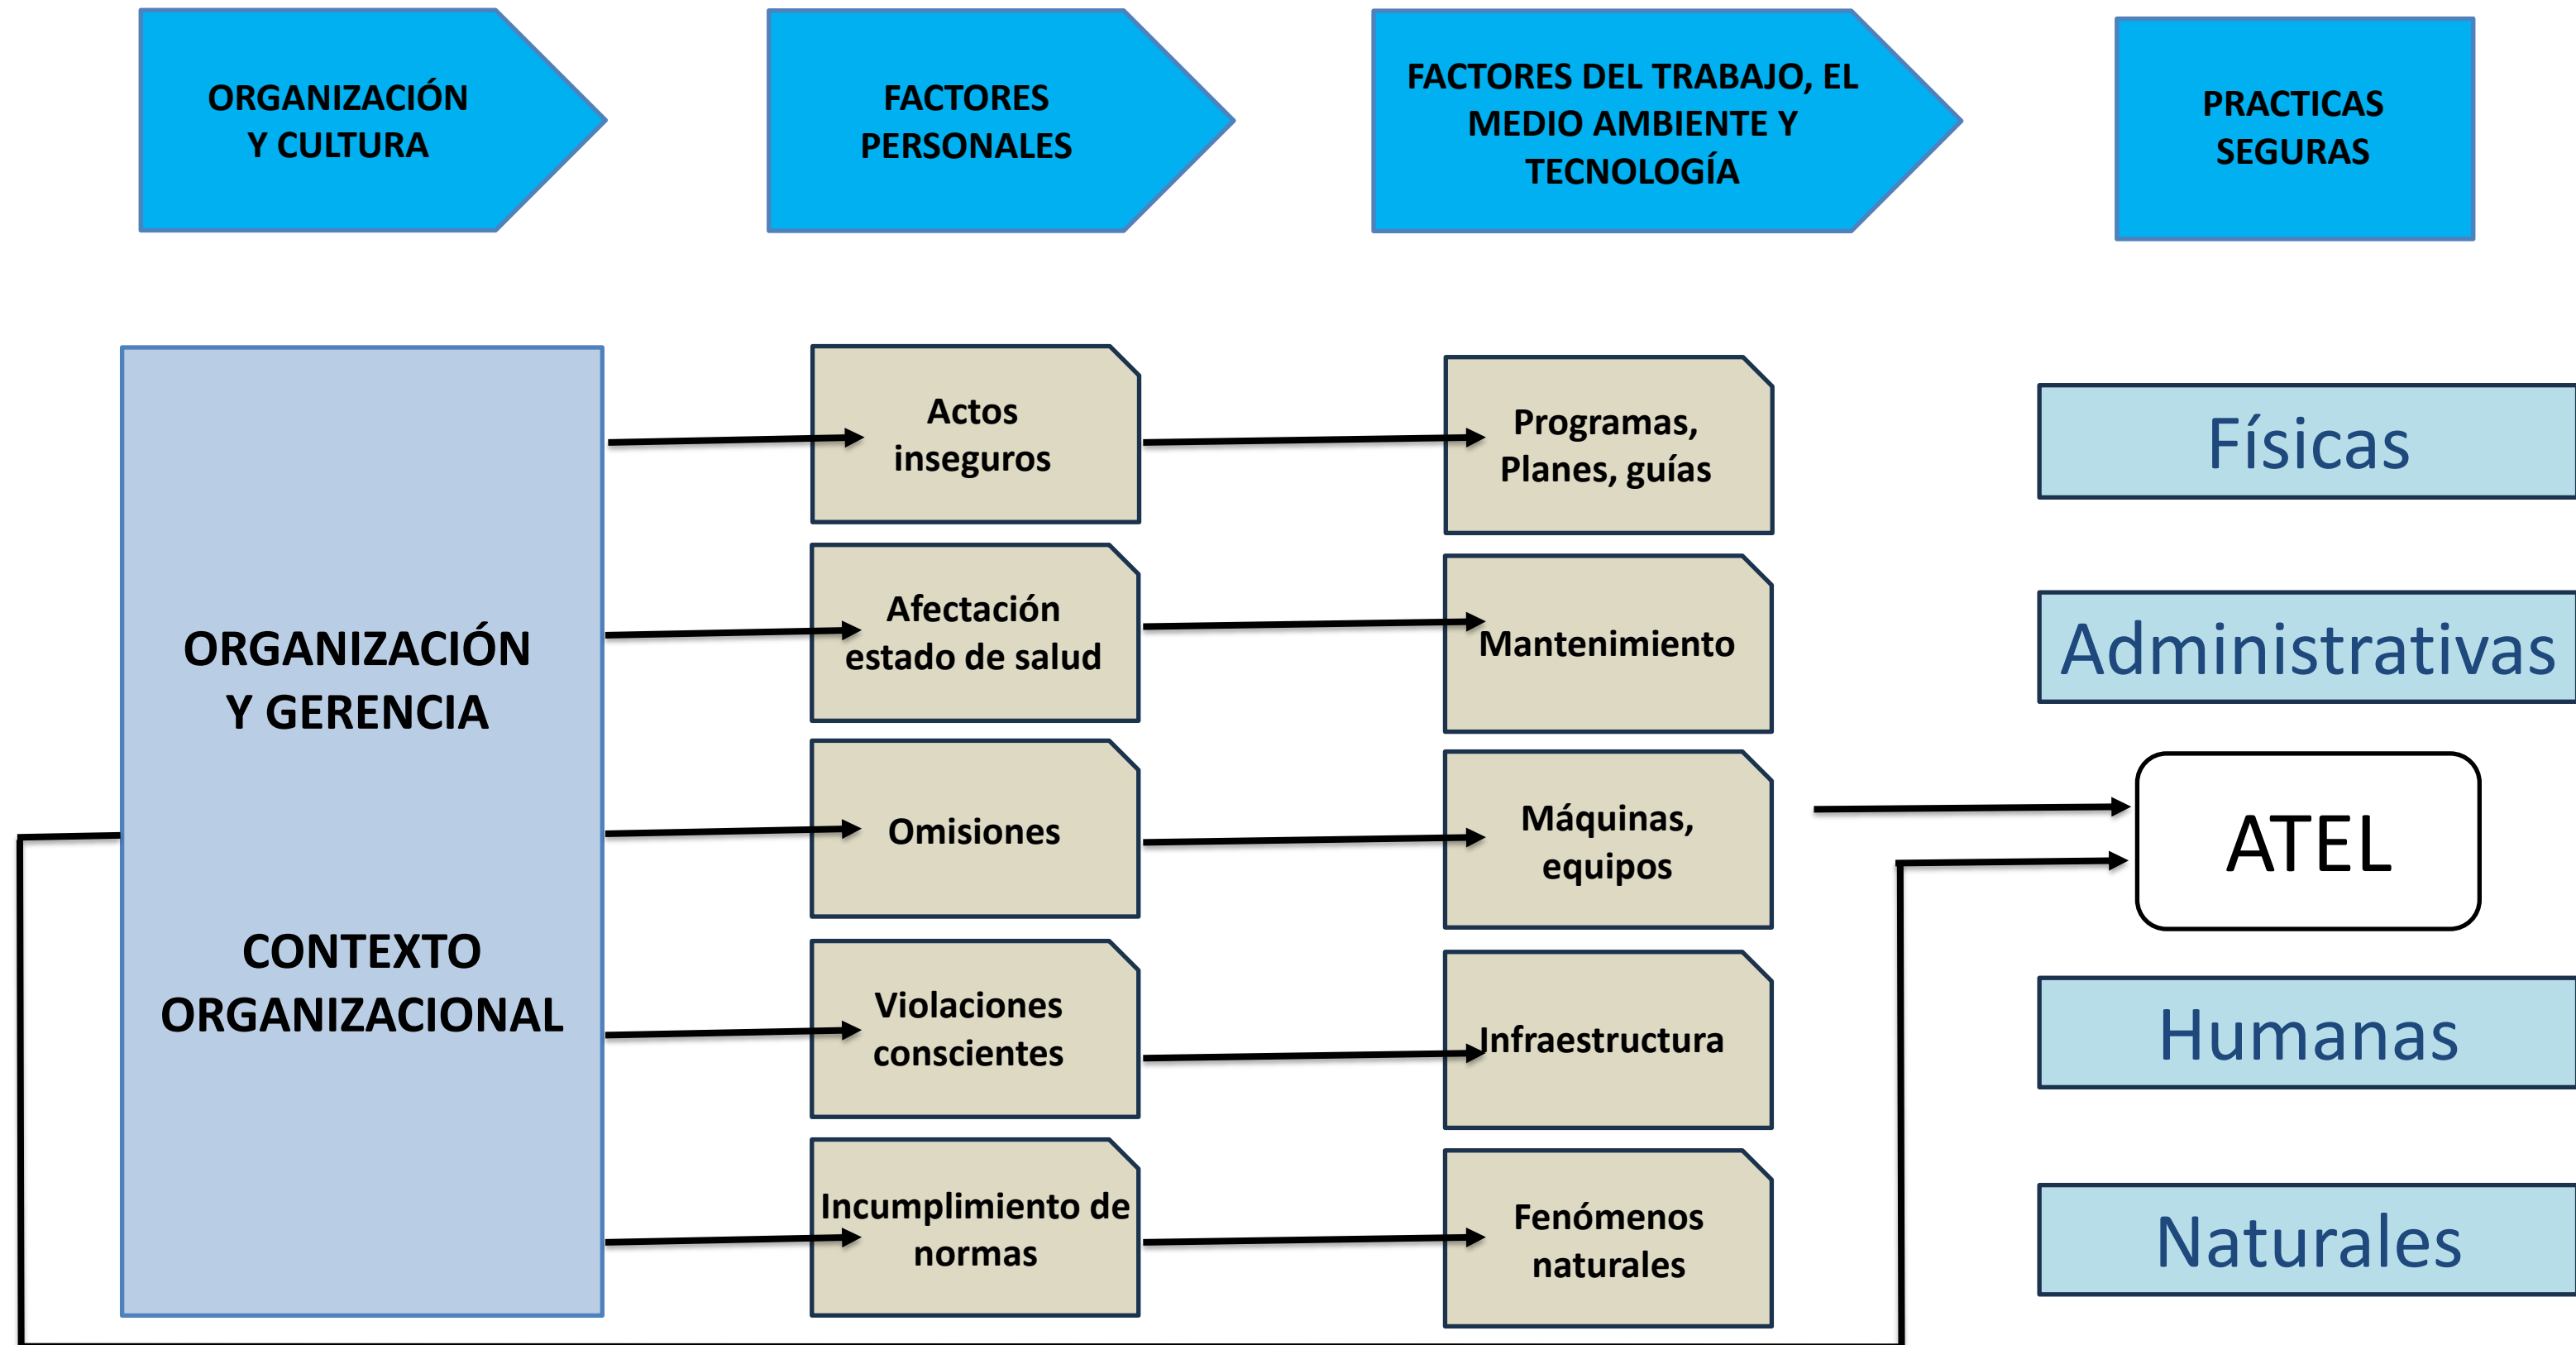 ORGANIZACIÓN
Y CULTURA
FACTORES
PERSONALES
FACTORES DEL TRABAJO, EL
MEDIO AMBIENTE Y
TECNOLOGÍA
PRACTICAS
SEGURAS
ORGANIZACIÓN
Y GERENCIA
CONTEXTO
ORGANIZACIONAL
Actos
inseguros
Afectación
estado de salud
Omisiones
Violaciones
conscientes
Incumplimiento de
normas
Programas,
Planes, guías
Mantenimiento
Máquinas,
equipos
Infraestructura
Fenómenos
naturales
Físicas
Administrativas
ATEL
Humanas
Naturales